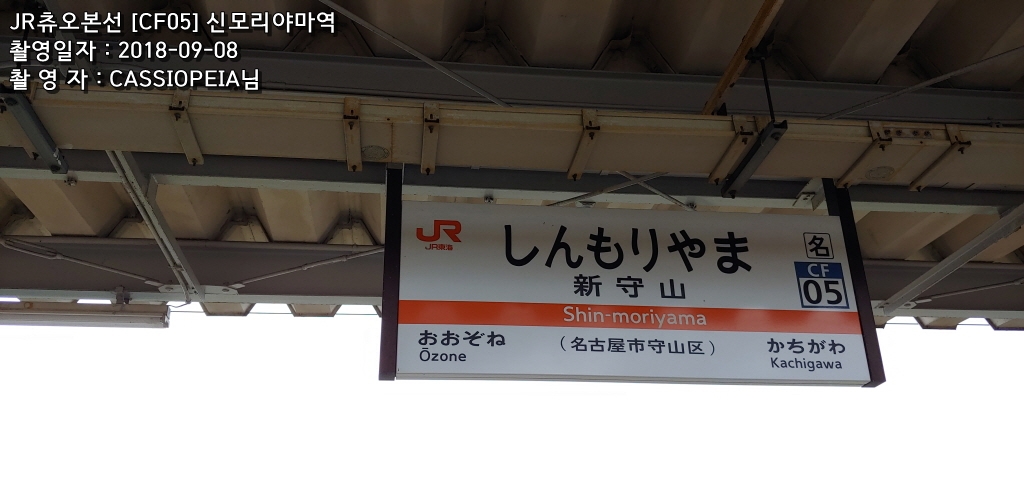 JR츄오본선 [CF05] 신모리야마역
촬영일자 : 2018-09-08
촬 영 자 : CASSIOPEIA님
JR
JR東海
しんもりやま
新守山
名
CF
05
Shin-moriyama
おおぞね
Ōzone
(名古屋市守山区)
かちがわ
Kachigawa